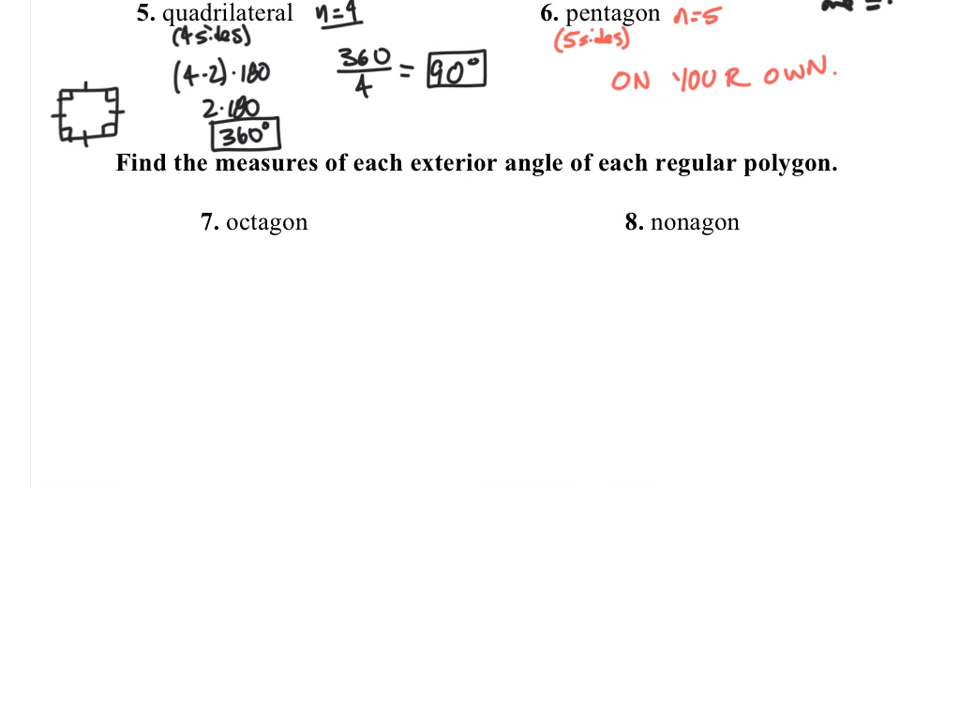 5. quadrilateral n=4
(4 sides)
(4-2)·180
2·180
360°
360/4 = 90°
6. pentagon n=5
(5 sides)
ON YOUR OWN.
Find the measures of each exterior angle of each regular polygon.
7. octagon
8. nonagon